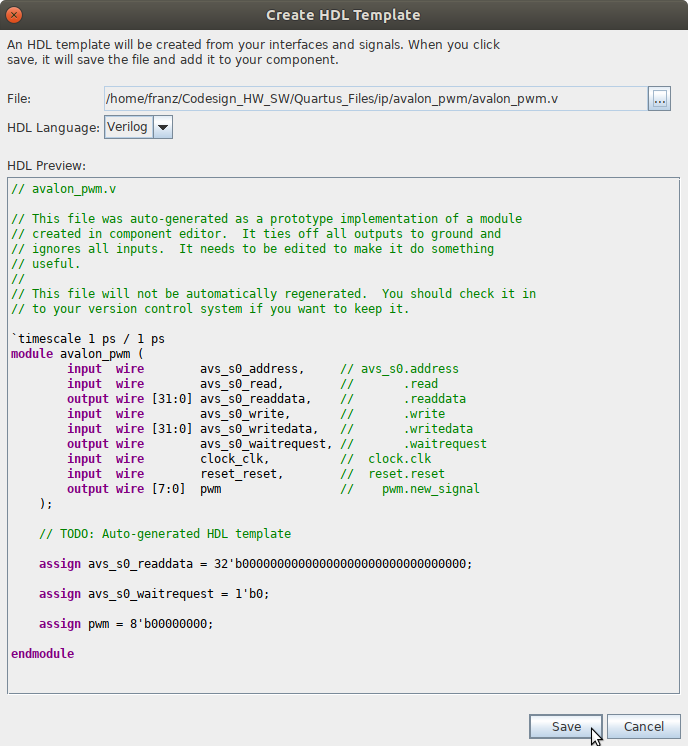 Create HDL Template
An HDL template will be created from your interfaces and signals. When you click
save, it will save the file and add it to your component.
File: /home/franz/Codesign_HW_SW/Quartus_Files/ip/avalon_pwm/avalon_pwm.v ...
HDL Language: Verilog
HDL Preview:
// avalon_pwm.v
// This file was auto-generated as a prototype implementation of a module
// created in component editor.  It ties off all outputs to ground and
// ignores all inputs.  It needs to be edited to make it do something
// useful.
//
// This file will not be automatically regenerated.  You should check it in
// to your version control system if you want to keep it.
`timescale 1 ps / 1 ps
module avalon_pwm (
        input  wire        avs_s0_address,     // avs_s0.address
        input  wire        avs_s0_read,        //       .read
        output wire [31:0] avs_s0_readdata,    //       .readdata
        input  wire        avs_s0_write,       //       .write
        input  wire [31:0] avs_s0_writedata,   //       .writedata
        output wire        avs_s0_waitrequest, //       .waitrequest
        input  wire        clock_clk,          //  clock.clk
        input  wire        reset_reset,        //  reset.reset
        output wire [7:0]  pwm                 //    pwm.new_signal
    );
    // TODO: Auto-generated HDL template
    assign avs_s0_readdata = 32'b00000000000000000000000000000000;
    assign avs_s0_waitrequest = 1'b0;
    assign pwm = 8'b00000000;
endmodule
Save Cancel